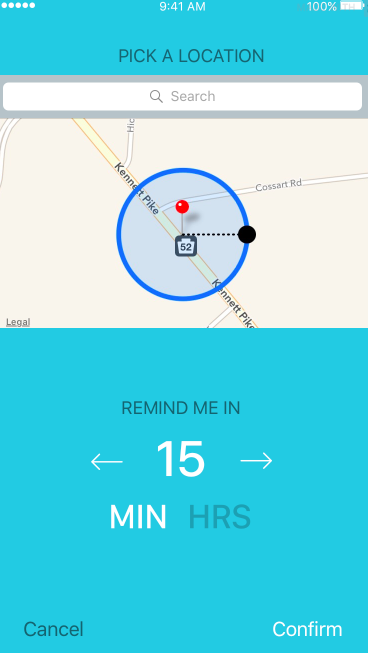 9:41 AM
100%
PICK A LOCATION
Search
Hic
Kennett Pike
Cossart Rd
52
Kennett Pike
Legal
REMIND ME IN
15
MIN HRS
Cancel Confirm